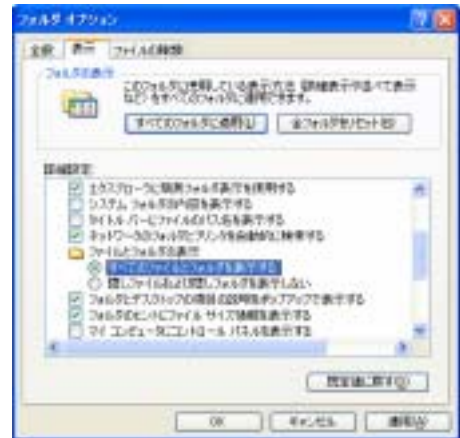 フォルダ オプション
全般
表示
ファイルの種類
フォルダの表示
このフォルダに使用している表示方法 (詳細表示や並べて表示
など) をすべてのフォルダに適用できます。
すべてのフォルダに適用(L)
全フォルダをリセット(R)
詳細設定:
エクスプローラに簡易フォルダ表示を使用する
システム フォルダの内容を表示する
タイトル バーにファイルのパス名を表示する
ネットワークのフォルダとプリンタを自動的に検索する
ファイルとフォルダの表示
すべてのファイルとフォルダを表示する
隠しファイルおよび隠しフォルダを表示しない
フォルダとデスクトップの項目の説明をポップアップで表示する
フォルダのヒントにファイル サイズ情報を表示する
マイ コンピュータにコントロール パネルを表示する
既定値に戻す(D)
OK
キャンセル
適用(A)